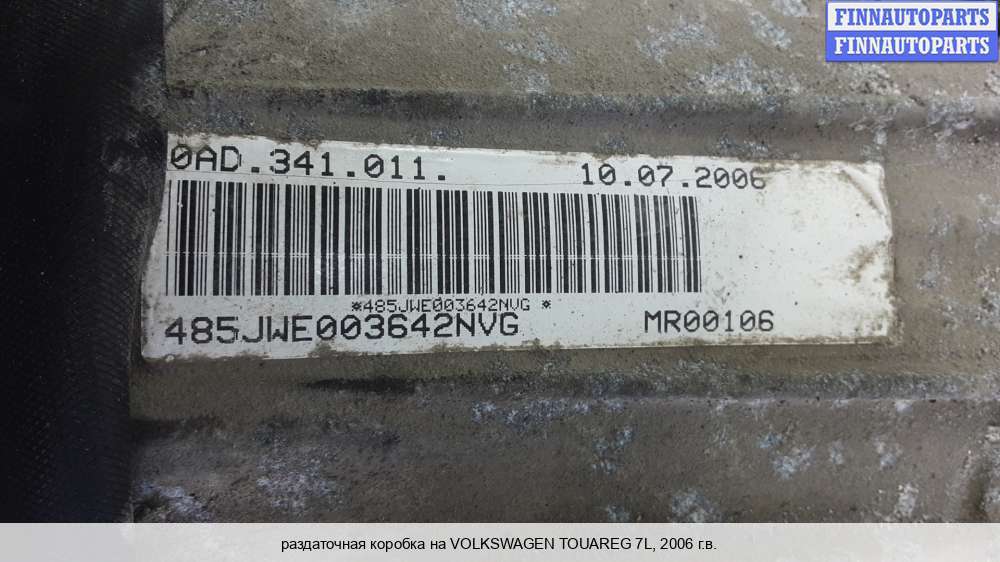 FINNAUTOPARTS
FINNAUTOPARTS
0AD.341.011. 10.07.2006
*485JWE003642NVG *
485JWE003642NVG MR00106
раздаточная коробка на VOLKSWAGEN TOUAREG 7L, 2006 г.в.